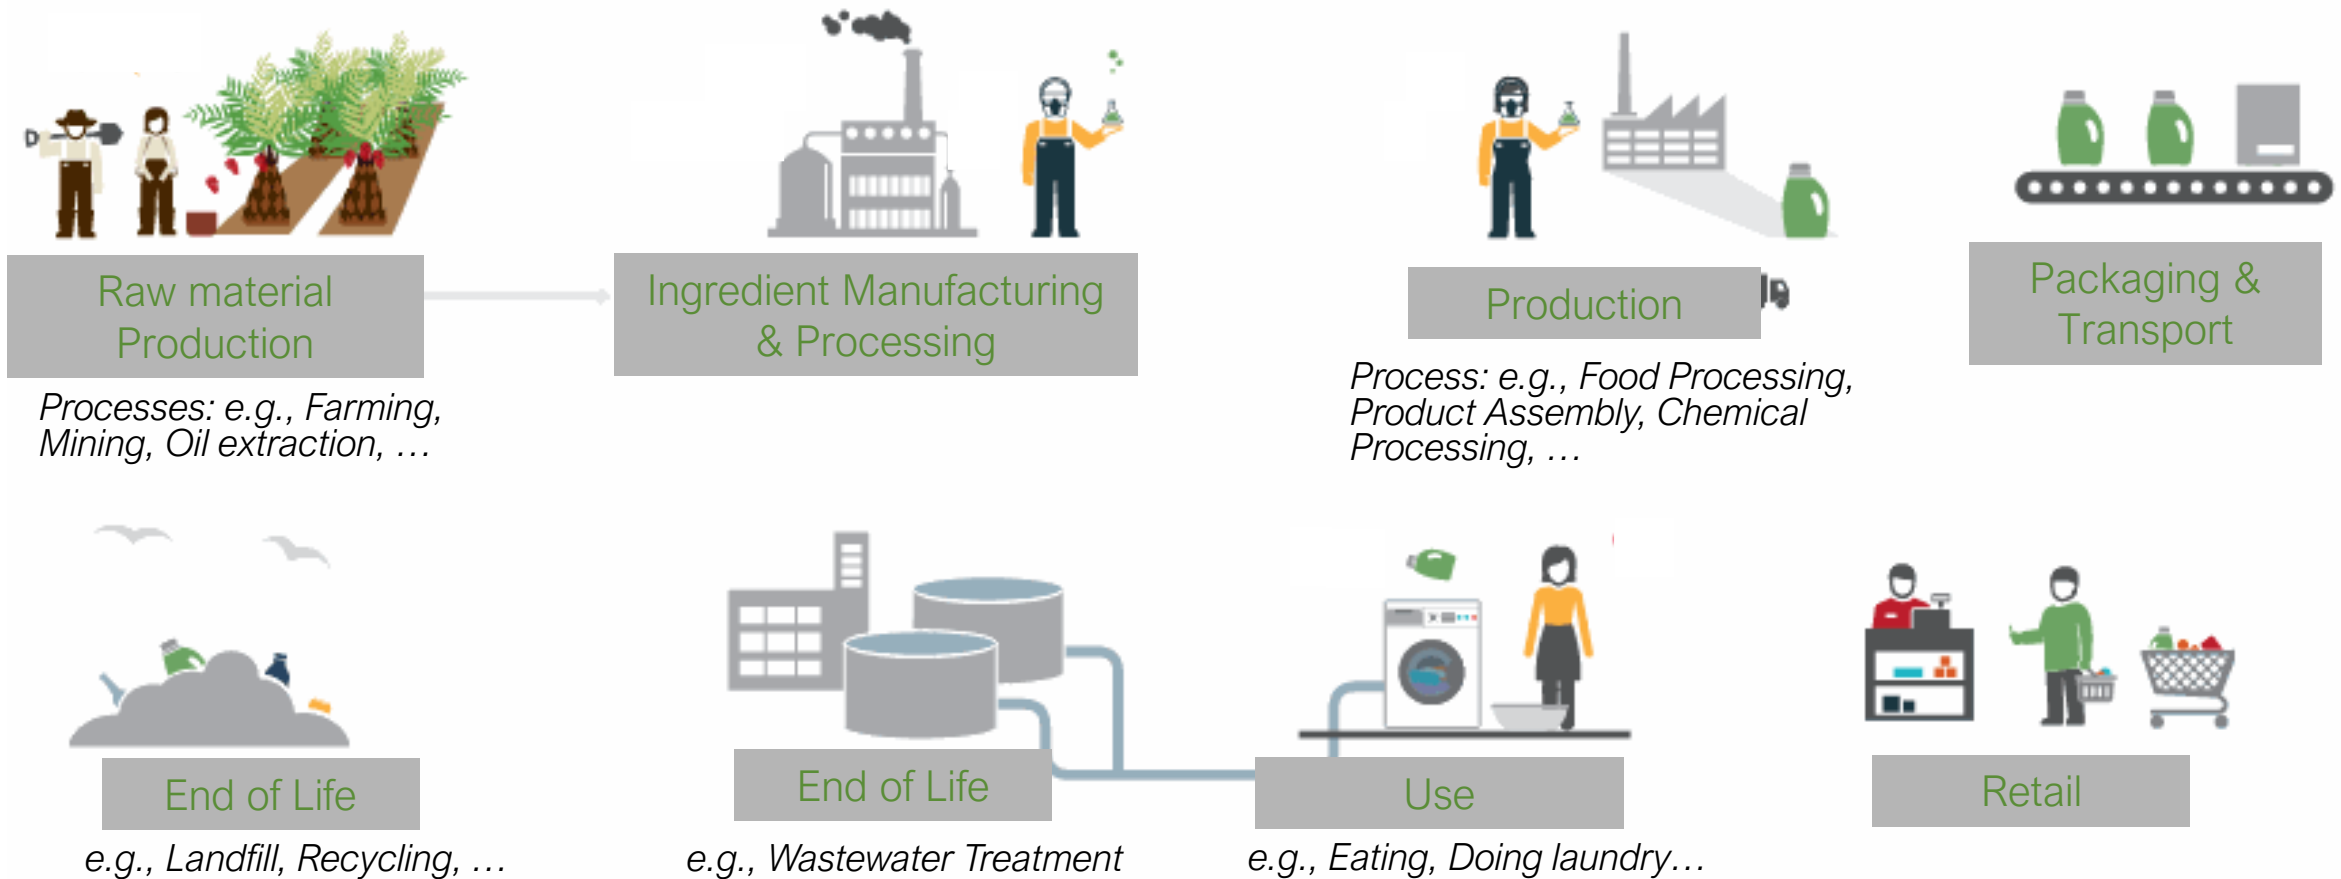 Raw material
Production
Ingredient Manufacturing
& Processing
Production
Packaging &
Transport
Processes: e.g., Farming,
Mining, Oil extraction, …
Process: e.g., Food Processing,
Product Assembly, Chemical
Processing, …
End of Life
End of Life
Use
Retail
e.g., Landfill, Recycling, …
e.g., Wastewater Treatment
e.g., Eating, Doing laundry…